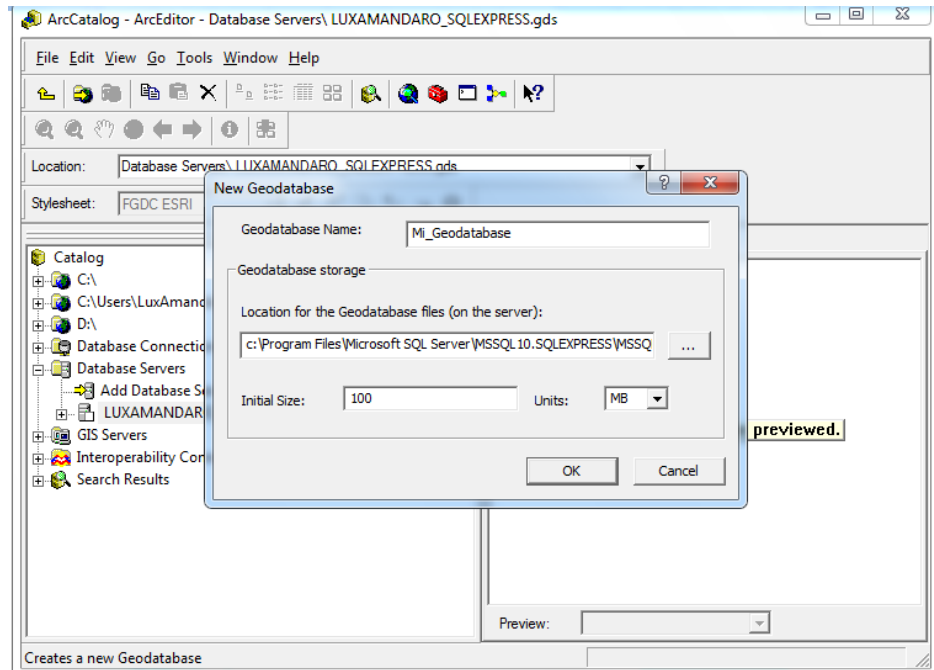 ArcCatalog - ArcEditor - Database Servers\ LUXAMANDARO_SQLEXPRESS.gds
File Edit View Go Tools Window Help
Location: Database Servers\ LUXAMANDARO_SQLEXPRESS.gds
Stylesheet: FGDC ESRI
New Geodatabase
Geodatabase Name: Mi_Geodatabase
Geodatabase storage
Location for the Geodatabase files (on the server):
c:\Program Files\Microsoft SQL Server\MSSQL10.SQLEXPRESS\MSSQ ...
Initial Size: 100 Units: MB
OK Cancel
Catalog
C:\
C:\Users\LuxAmand
D:\
Database Connectio
Database Servers
Add Database Se
LUXAMANDAR
GIS Servers
Interoperability Con
Search Results
previewed.
Preview:
Creates a new Geodatabase